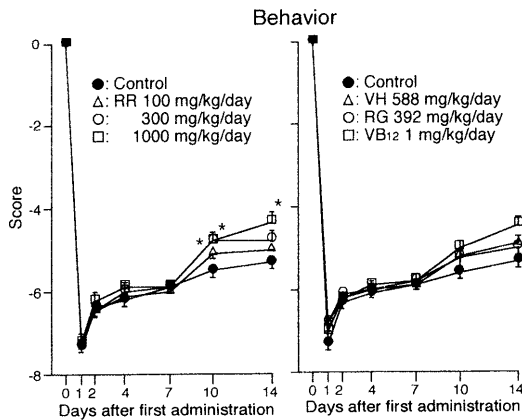 Behavior
●: Control
△: RR 100 mg/kg/day
○: 300 mg/kg/day
□: 1000 mg/kg/day
●: Control
△: VH 588 mg/kg/day
○: RG 392 mg/kg/day
□: VB12 1 mg/kg/day
Score
0
-2
-4
-6
-8
* * *
0 1 2 4 7 10 14
0 1 2 4 7 10 14
Days after first administration
Days after first administration